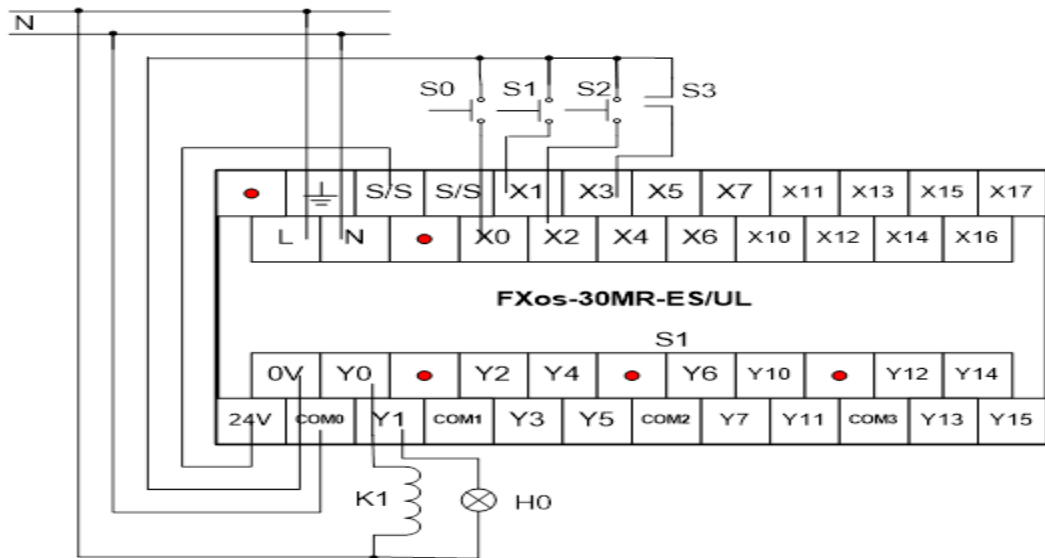 N
S0 S1 S2 S3
S/S S/S X1 X3 X5 X7 X11 X13 X15 X17
L N X0 X2 X4 X6 X10 X12 X14 X16
FXos-30MR-ES/UL
S1
0V Y0 Y2 Y4 Y6 Y10 Y12 Y14
24V COM0 Y1 COM1 Y3 Y5 COM2 Y7 Y11 COM3 Y13 Y15
K1 H0